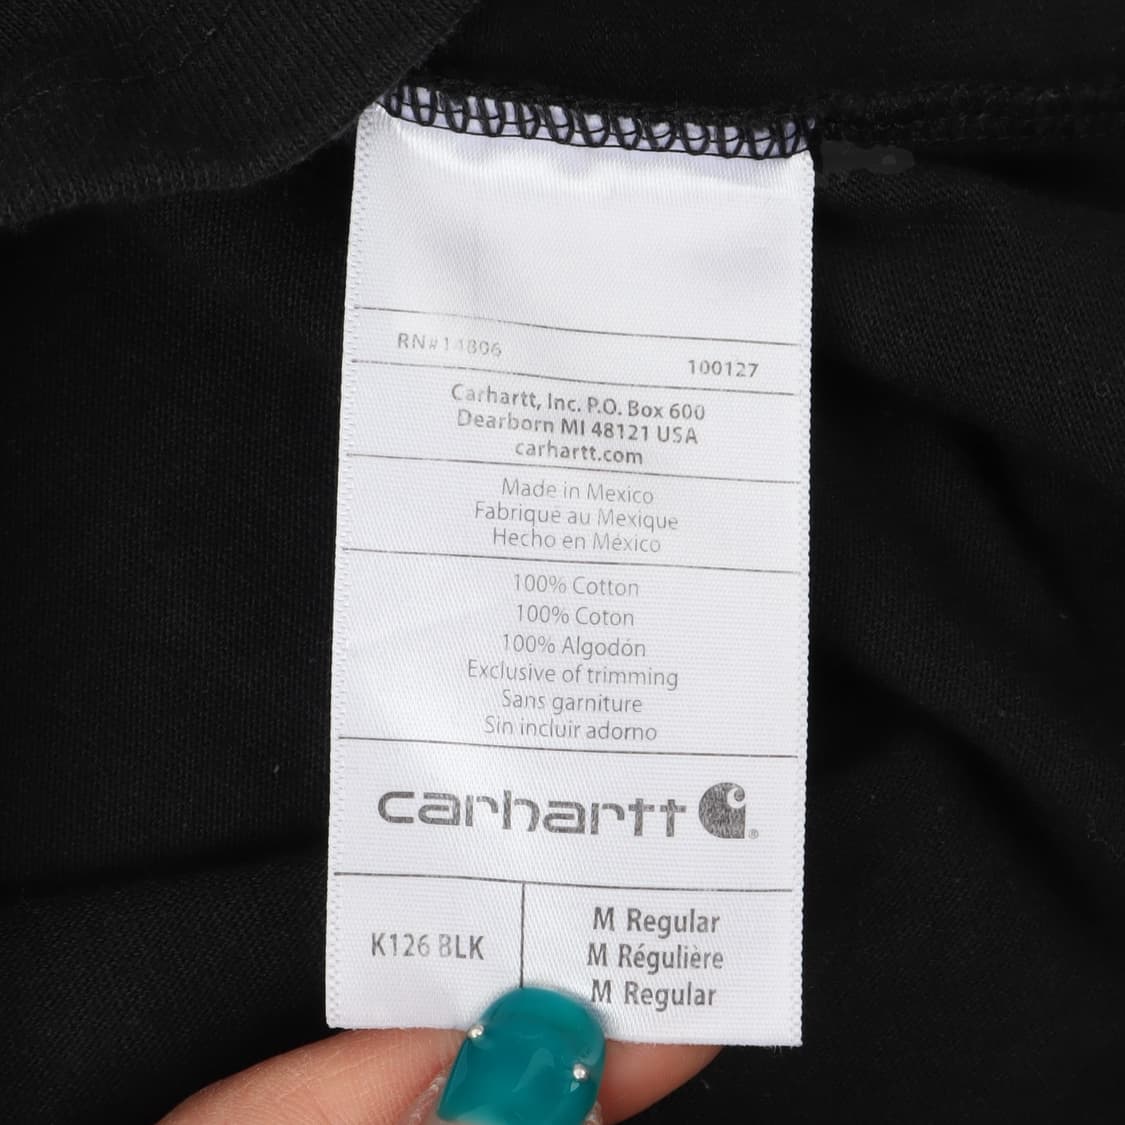 RN#14806 100127
Carhartt, Inc. P.O. Box 600
Dearborn MI 48121 USA
carhartt.com
Made in Mexico
Fabriqué au Mexique
Hecho en México
100% Cotton
100% Coton
100% Algodón
Exclusive of trimming
Sans garniture
Sin incluir adorno
carhartt ®
K126 BLK
M Regular
M Régulière
M Regular